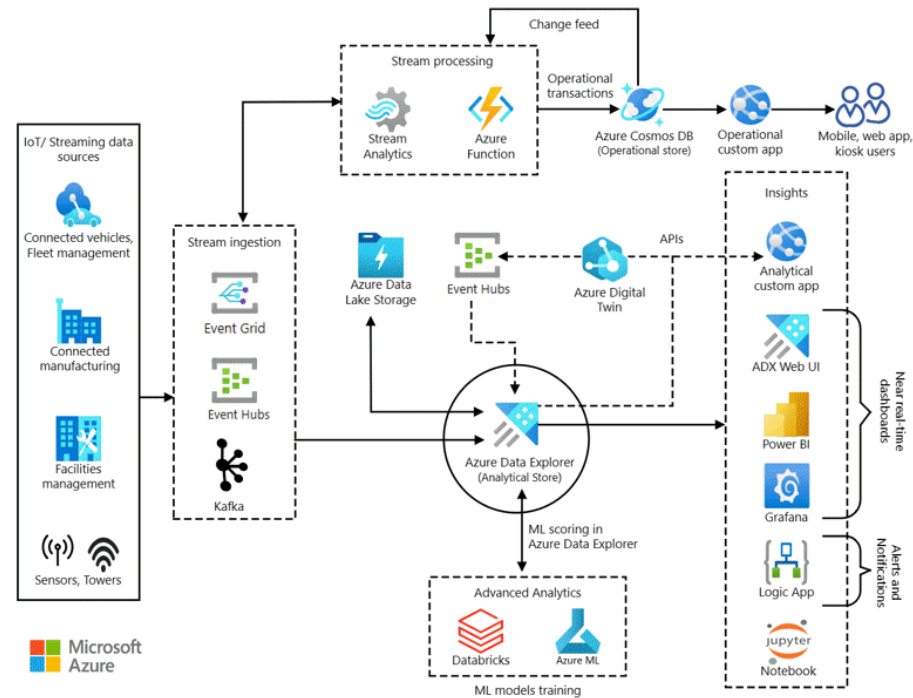 Change feed
Stream processing
Stream
Analytics
Azure
Function
Operational
transactions
Azure Cosmos DB
(Operational store)
Operational
custom app
Mobile, web app,
kiosk users
IoT/ Streaming data
sources
Connected vehicles,
Fleet management
Connected
manufacturing
Facilities
management
Sensors, Towers
Stream ingestion
Event Grid
Event Hubs
Kafka
Azure Data
Lake Storage
Event Hubs
Azure Digital
Twin
APIs
Azure Data Explorer
(Analytical Store)
ML scoring in
Azure Data Explorer
Advanced Analytics
Databricks
Azure ML
ML models training
Insights
Analytical
custom app
ADX Web UI
Power BI
Grafana
Near real-time
dashboards
Logic App
Alerts and
Notifications
jupyter
Notebook
Microsoft
Azure